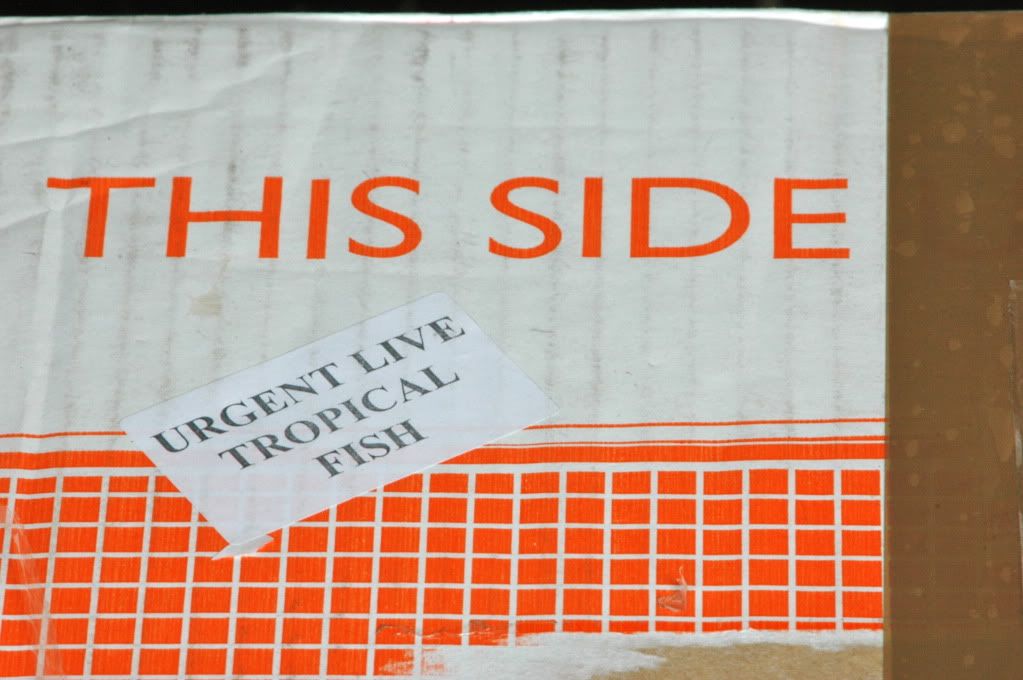 THIS SIDE
URGENT LIVE
TROPICAL
FISH